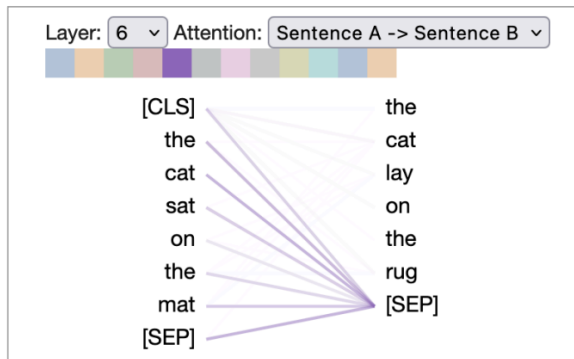 Layer: 6 Attention: Sentence A -> Sentence B
[CLS] the
the cat
cat lay
sat on
on the
the rug
mat [SEP]
[SEP]